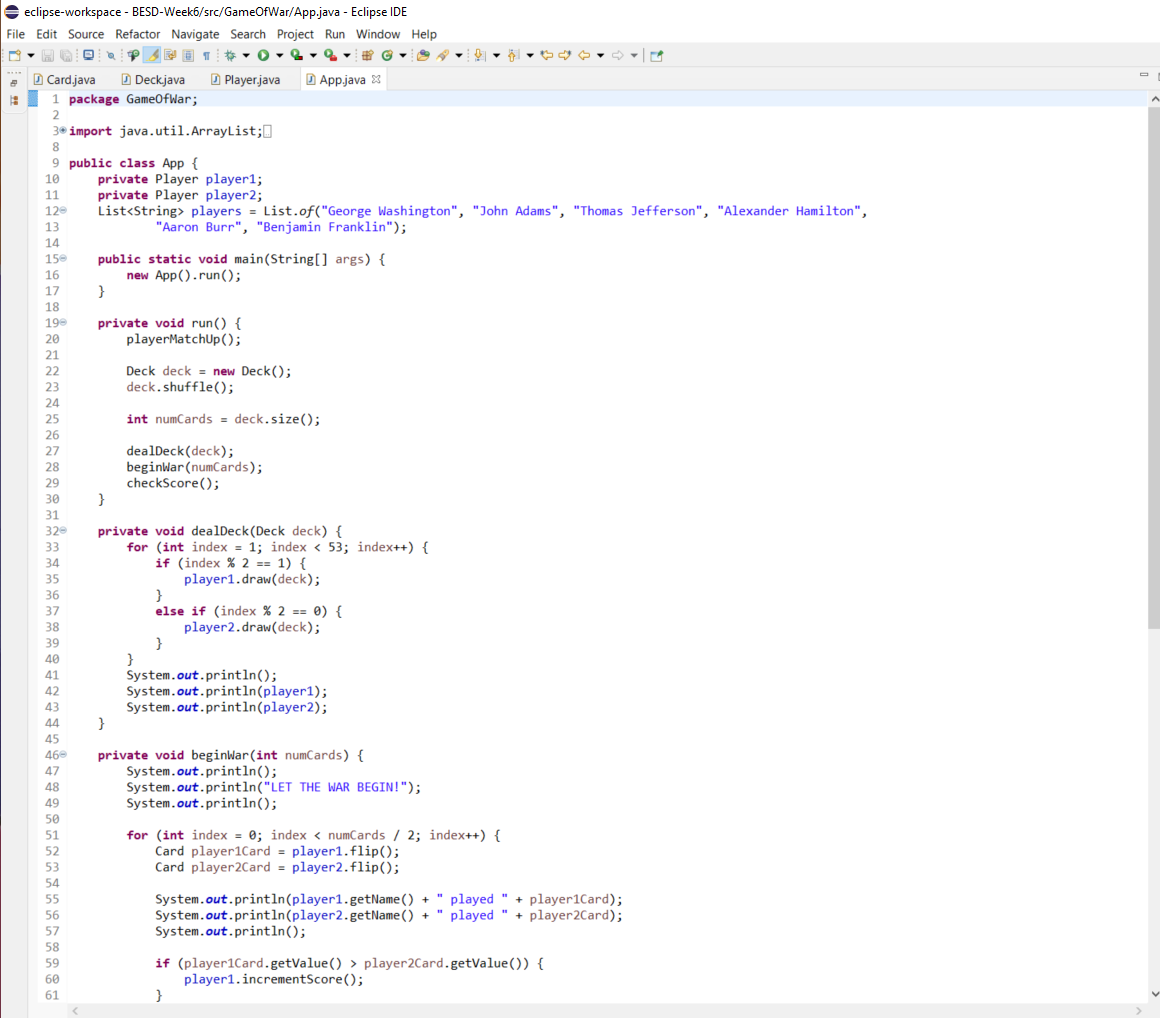 eclipse-workspace - BESD-Week6/src/GameOfWar/App.java - Eclipse IDE
File Edit Source Refactor Navigate Search Project Run Window Help
Card.java Deck.java Player.java App.java
1 package GameOfWar;
2
3 import java.util.ArrayList;
8
9 public class App {
10     private Player player1;
11     private Player player2;
12     List<String> players = List.of("George Washington", "John Adams", "Thomas Jefferson", "Alexander Hamilton",
13             "Aaron Burr", "Benjamin Franklin");
14
15     public static void main(String[] args) {
16         new App().run();
17     }
18
19     private void run() {
20         playerMatchUp();
21
22         Deck deck = new Deck();
23         deck.shuffle();
24
25         int numCards = deck.size();
26
27         dealDeck(deck);
28         beginWar(numCards);
29         checkScore();
30     }
31
32     private void dealDeck(Deck deck) {
33         for (int index = 1; index < 53; index++) {
34             if (index % 2 == 1) {
35                 player1.draw(deck);
36             }
37             else if (index % 2 == 0) {
38                 player2.draw(deck);
39             }
40         }
41         System.out.println();
42         System.out.println(player1);
43         System.out.println(player2);
44     }
45
46     private void beginWar(int numCards) {
47         System.out.println();
48         System.out.println("LET THE WAR BEGIN!");
49         System.out.println();
50
51         for (int index = 0; index < numCards / 2; index++) {
52             Card player1Card = player1.flip();
53             Card player2Card = player2.flip();
54
55             System.out.println(player1.getName() + " played " + player1Card);
56             System.out.println(player2.getName() + " played " + player2Card);
57             System.out.println();
58
59             if (player1Card.getValue() > player2Card.getValue()) {
60                 player1.incrementScore();
61             }